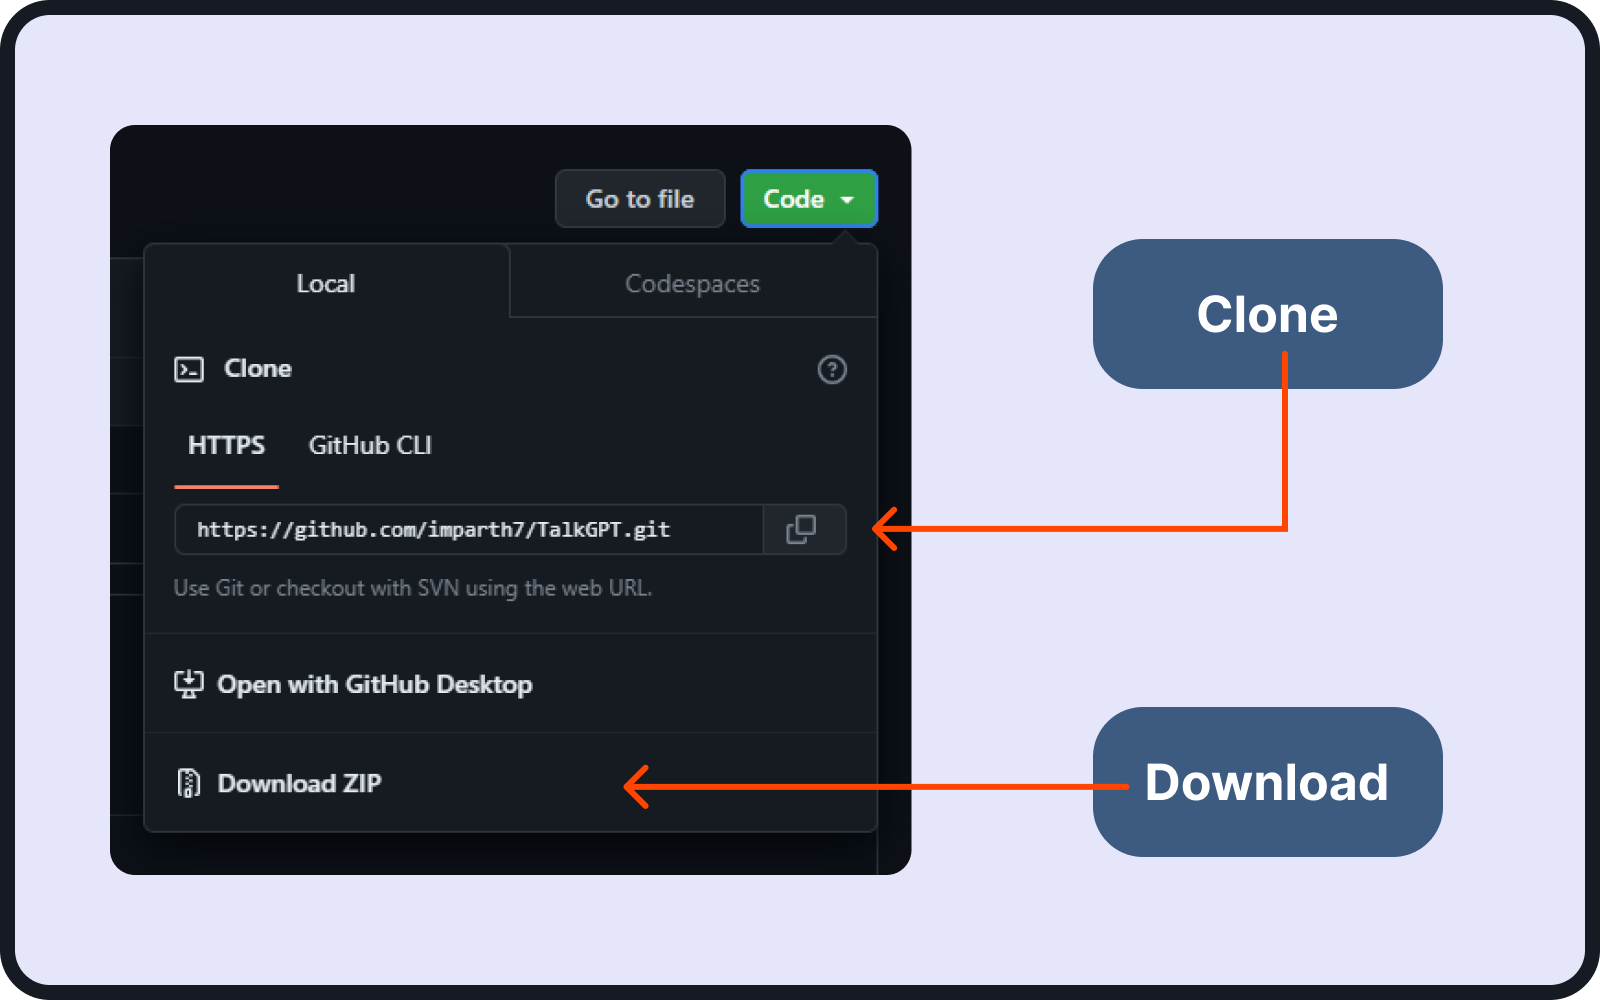 Go to file
Code
Local
Codespaces
Clone
HTTPS
GitHub CLI
https://github.com/imparth7/TalkGPT.git
Use Git or checkout with SVN using the web URL.
Open with GitHub Desktop
Download ZIP
Clone
Download